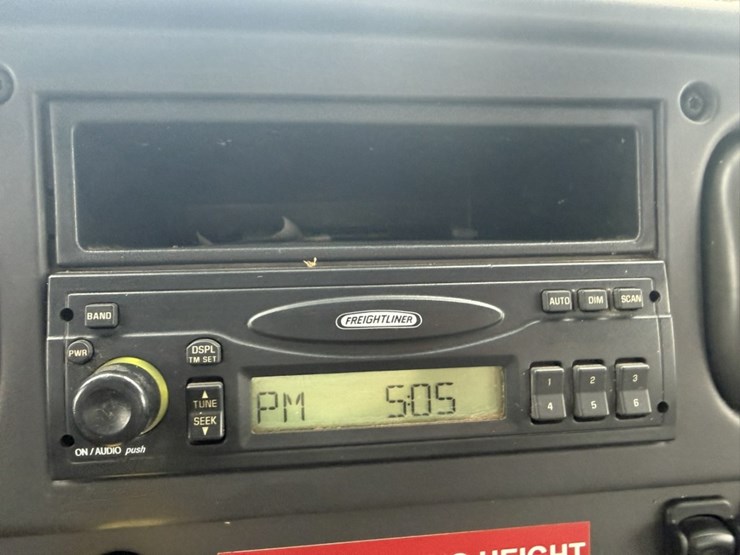 FREIGHTLINER
BAND
AUTO DIM SCAN
PWR
DSPL
TM SET
TUNE
SEEK
PM 5:05
1 2 3
4 5 6
ON / AUDIO push
HEIGHT